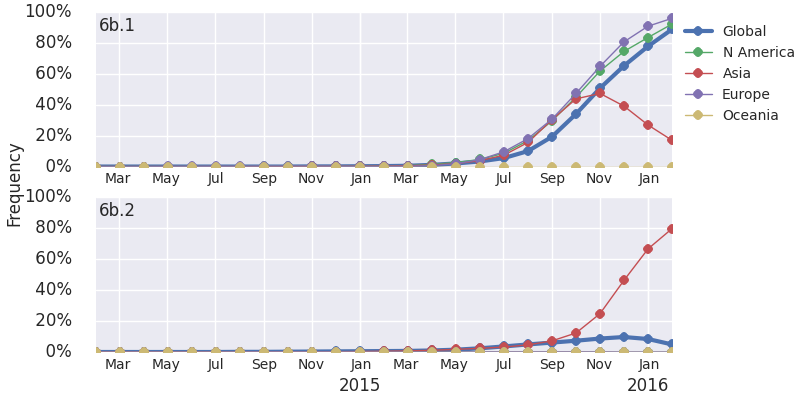 100%
6b.1
80%
60%
40%
20%
0%
Mar May Jul Sep Nov Jan Mar May Jul Sep Nov Jan
Global
N America
Asia
Europe
Oceania
Frequency
100%
6b.2
80%
60%
40%
20%
0%
Mar May Jul Sep Nov Jan Mar May Jul Sep Nov Jan
2015 2016